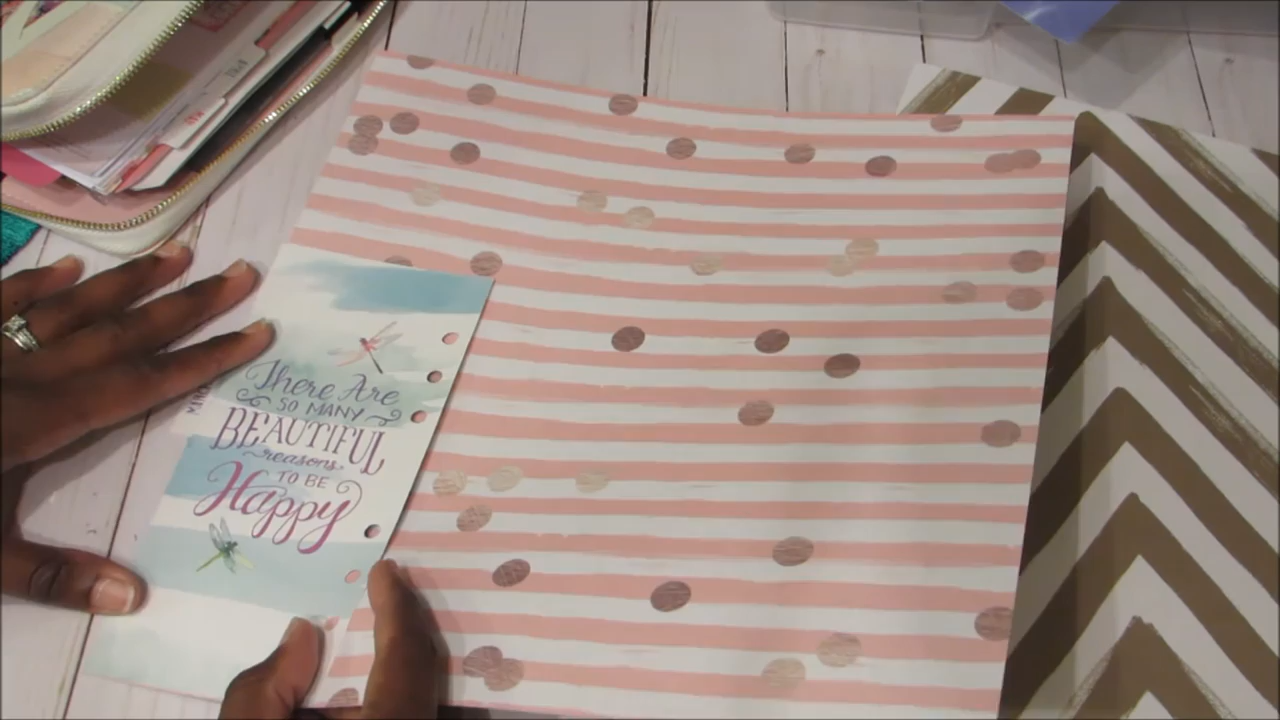 There Are
SO MANY
BEAUTIFUL
reasons
TO BE
Happy